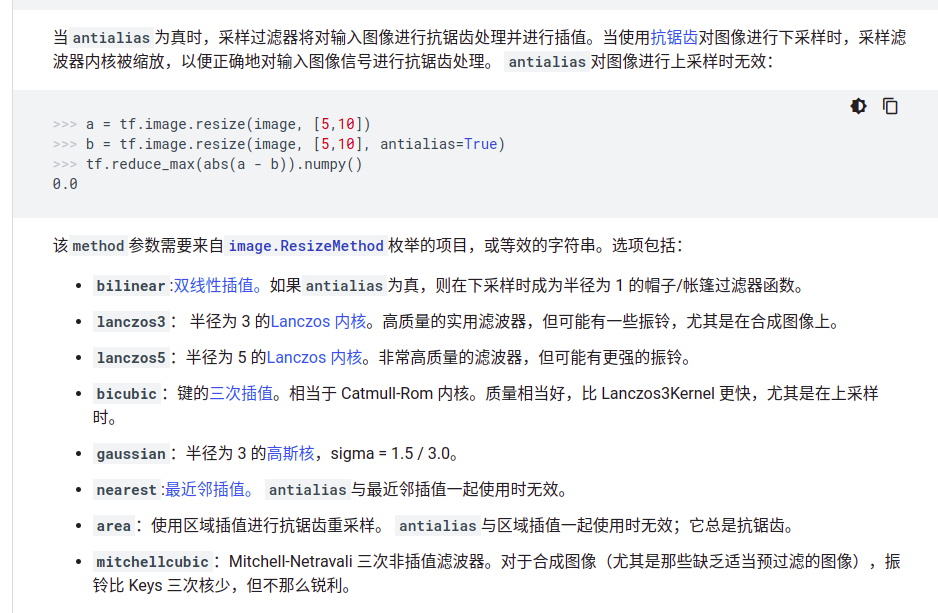 当 antialias 为真时，采样过滤器将对输入图像进行抗锯齿处理并进行插值。当使用抗锯齿对图像进行下采样时，采样滤
波器内核被缩放，以便正确地对输入图像信号进行抗锯齿处理。 antialias 对图像进行上采样时无效：
>>> a = tf.image.resize(image, [5,10])
>>> b = tf.image.resize(image, [5,10], antialias=True)
>>> tf.reduce_max(abs(a - b)).numpy()
0.0
该 method 参数需要来自 image.ResizeMethod 枚举的项目，或等效的字符串。选项包括：
• bilinear :双线性插值。如果 antialias 为真，则在下采样时成为半径为 1 的帽子/帐篷过滤器函数。
• lanczos3 ： 半径为 3 的Lanczos 内核。高质量的实用滤波器，但可能有一些振铃，尤其是在合成图像上。
• lanczos5 ：半径为 5 的Lanczos 内核。非常高质量的滤波器，但可能有更强的振铃。
• bicubic ：键的三次插值。相当于 Catmull-Rom 内核。质量相当好，比 Lanczos3Kernel 更快，尤其是在上采样
时。
• gaussian ：半径为 3 的高斯核，sigma = 1.5 / 3.0。
• nearest :最近邻插值。 antialias 与最近邻插值一起使用时无效。
• area ：使用区域插值进行抗锯齿重采样。 antialias 与区域插值一起使用时无效；它总是抗锯齿。
• mitchellcubic ：Mitchell-Netravali 三次非插值滤波器。对于合成图像（尤其是那些缺乏适当预过滤的图像），振
铃比 Keys 三次核少，但不那么锐利。